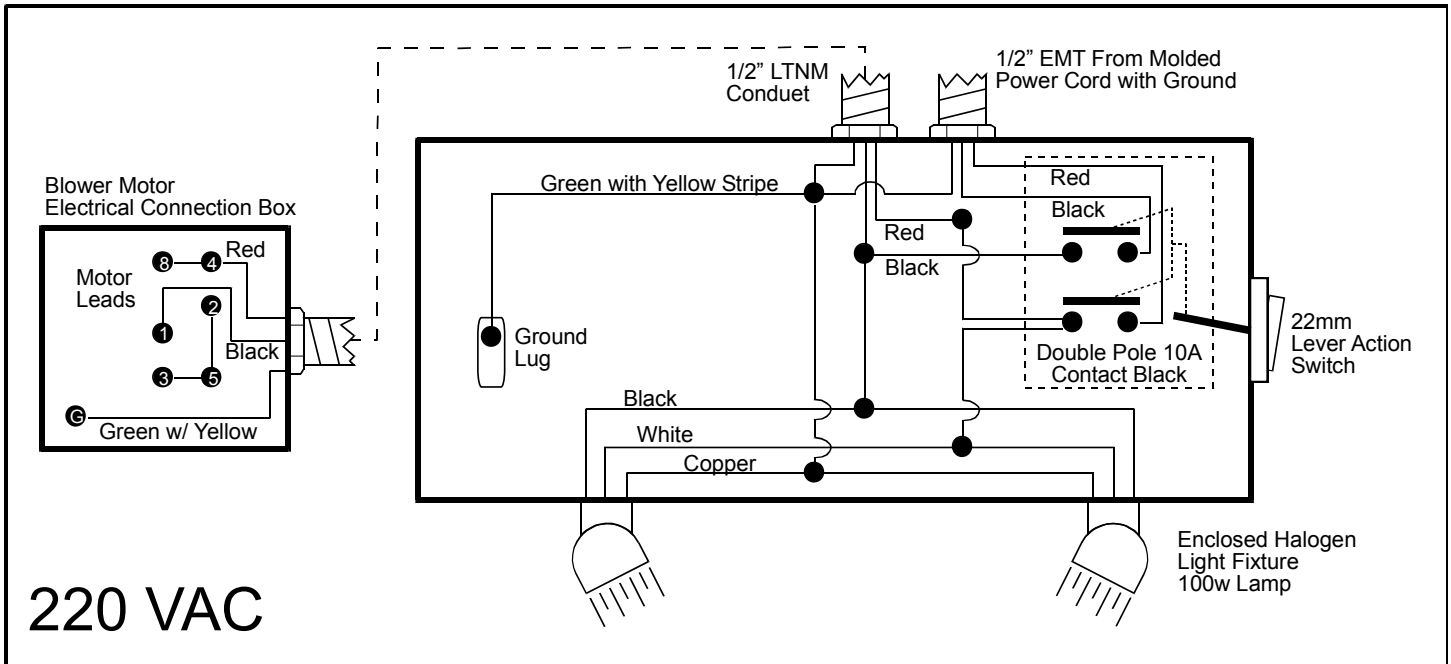 1/2” LTNM
Conduet
1/2” EMT From Molded
Power Cord with Ground
Blower Motor
Electrical Connection Box
Green with Yellow Stripe
Red
Black
Red
Black
8
4
Red
Motor
Leads
2
1
Black
3
5
G
Green w/ Yellow
Ground
Lug
Double Pole 10A
Contact Black
22mm
Lever Action
Switch
Black
White
Copper
Enclosed Halogen
Light Fixture
100w Lamp
220 VAC